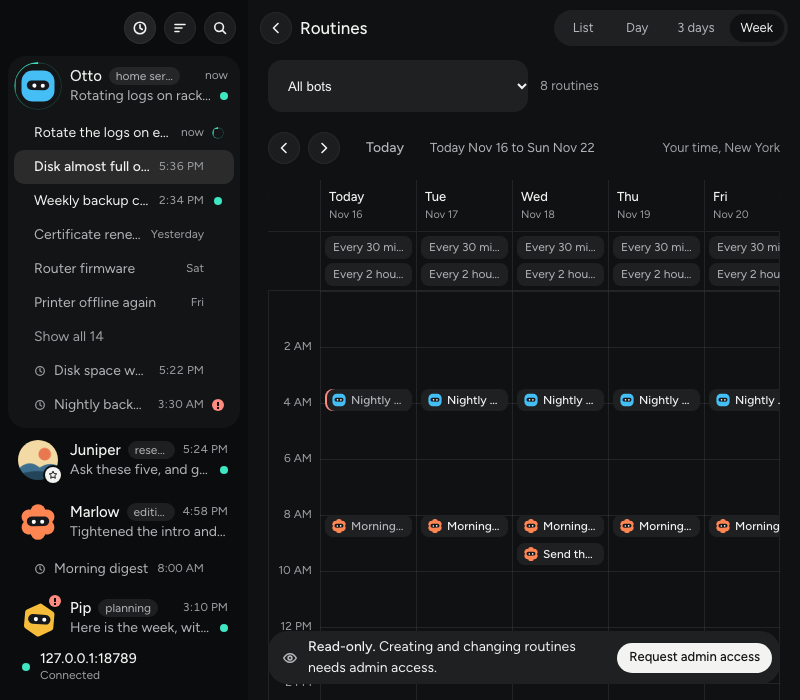 Otto home ser... now
Rotating logs on rack...
Rotate the logs on e... now
Disk almost full o... 5:36 PM
Weekly backup c... 2:34 PM
Certificate rene... Yesterday
Router firmware Sat
Printer offline again Fri
Show all 14
Disk space w... 5:22 PM
Nightly back... 3:30 AM
Juniper rese... 5:24 PM
Ask these five, and g...
Marlow editi... 4:58 PM
Tightened the intro and...
Morning digest 8:00 AM
Pip planning 3:10 PM
Here is the week, wit...
127.0.0.1:18789
Connected
Routines
List Day 3 days Week
All bots 8 routines
Today Today Nov 16 to Sun Nov 22 Your time, New York
Today Tue Wed Thu Fri
Nov 16 Nov 17 Nov 18 Nov 19 Nov 20
Every 30 mi... Every 30 mi... Every 30 mi... Every 30 mi... Every 30 mi
Every 2 hou... Every 2 hou... Every 2 hou... Every 2 hou... Every 2 hou
2 AM
4 AM Nightly ... Nightly ... Nightly ... Nightly ... Nightly .
6 AM
8 AM Morning... Morning... Morning... Morning... Morning
Send th...
10 AM
12 PM
Read-only. Creating and changing routines
needs admin access.
Request admin access